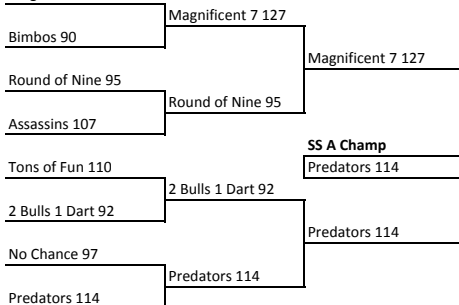 Magnificent 7 127
Bimbos 90
Magnificent 7 127
Round of Nine 95
Round of Nine 95
Assassins 107
SS A Champ
Tons of Fun 110
Predators 114
2 Bulls 1 Dart 92
2 Bulls 1 Dart 92
Predators 114
No Chance 97
Predators 114
Predators 114